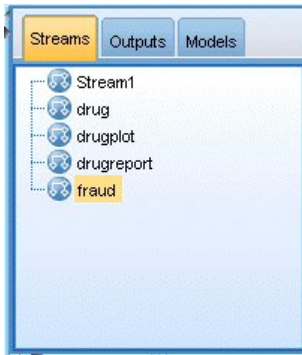 Streams Outputs Models
Stream1
drug
drugplot
drugreport
fraud